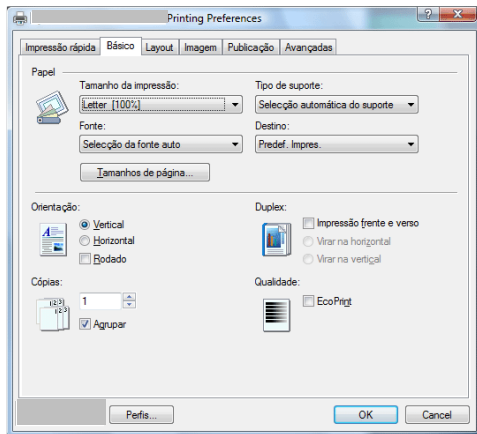 Printing Preferences
Impressão rápida Básico Layout Imagem Publicação Avançadas
Papel
Tamanho da impressão: Tipo de suporte:
Letter [100%] Selecção automática do suporte
Fonte: Destino:
Selecção da fonte auto Predef. Impres.
Tamanhos de página...
Orientação: Duplex:
Vertical Impressão frente e verso
Horizontal Virar na horizontal
Rodado Virar na vertical
Cópias: Qualidade:
1 EcoPrint
Agrupar
Perfis... OK Cancel